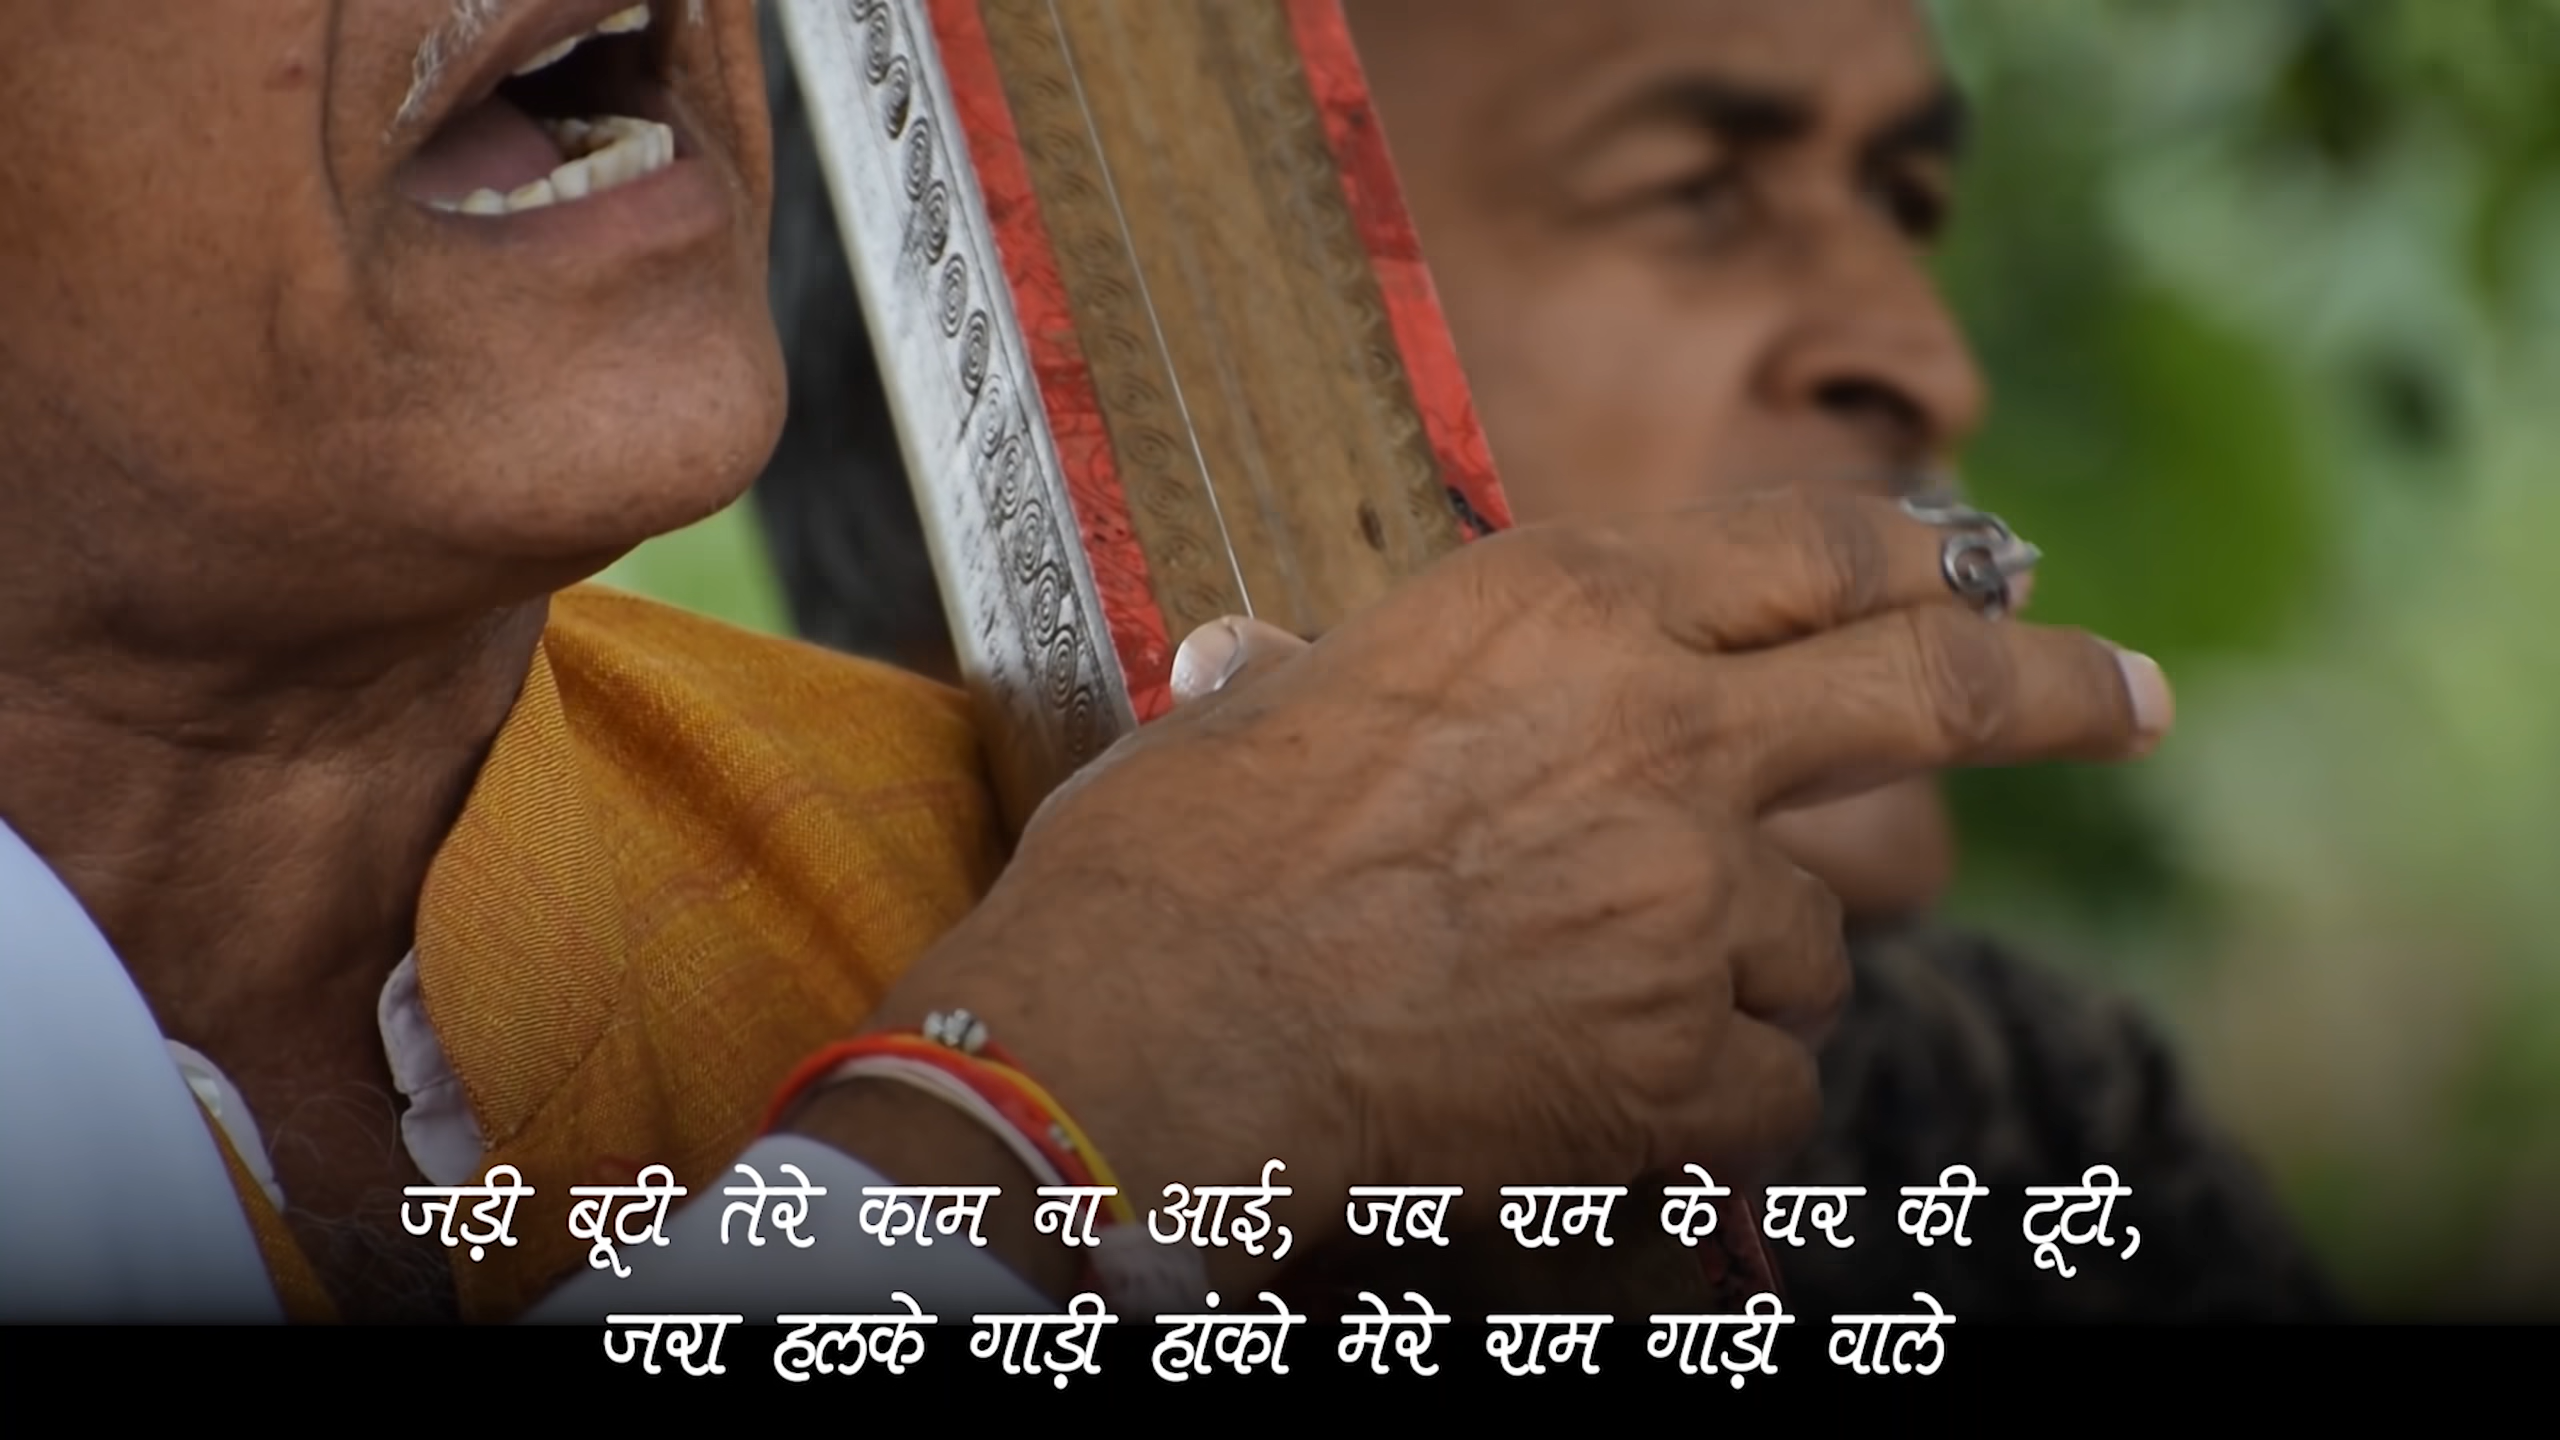 जड़ी बूटी तेरे काम ना आई, जब राम के घर की टूटी,
जरा हलके गाड़ी हांको मेरे राम गाड़ी वाले